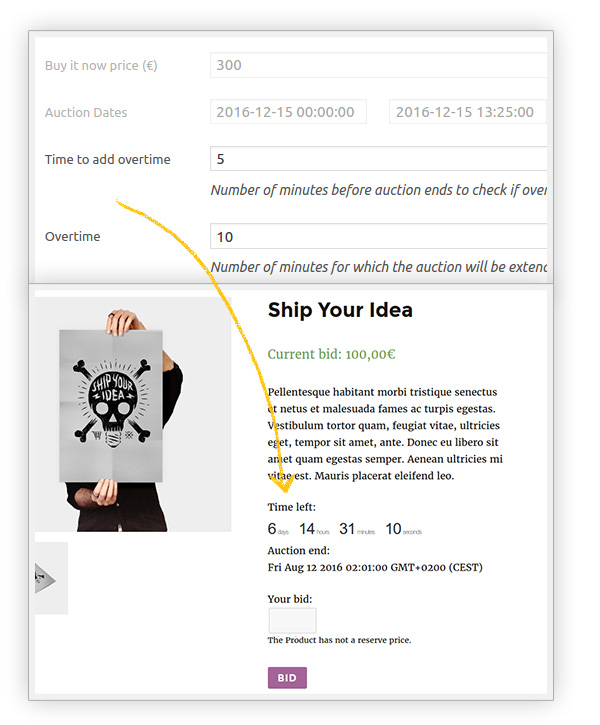 Buy it now price (€)
300
Auction Dates
2016-12-15 00:00:00
2016-12-15 13:25:00
Time to add overtime
5
Number of minutes before auction ends to check if over
Overtime
10
Number of minutes for which the auction will be extend
Ship Your Idea
Current bid: 100,00€
SHIP YOUR
IDEA
Pellentesque habitant morbi tristique senectus
et netus et malesuada fames ac turpis egestas.
Vestibulum tortor quam, feugiat vitae, ultricies
eget, tempor sit amet, ante. Donec eu libero sit
amet quam egestas semper. Aenean ultricies mi
vitae est. Mauris placerat eleifend leo.
Time left:
6 days 14 hours 31 minutes 10 seconds
Auction end:
Fri Aug 12 2016 02:01:00 GMT+0200 (CEST)
Your bid:
The Product has not a reserve price.
BID